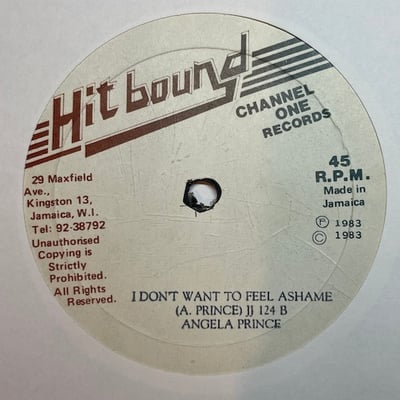 Hit bound
CHANNEL
ONE
RECORDS
29 Maxfield
Ave.,
Kingston 13,
Jamaica, W.I.
Tel: 92-38792
Unauthorised
Copying is
Strictly
Prohibited.
All Rights
Reserved.
45
R.P.M.
Made in
Jamaica
Ⓟ 1983
© 1983
I DON'T WANT TO FEEL ASHAME
(A. PRINCE) JJ 124 B
ANGELA PRINCE